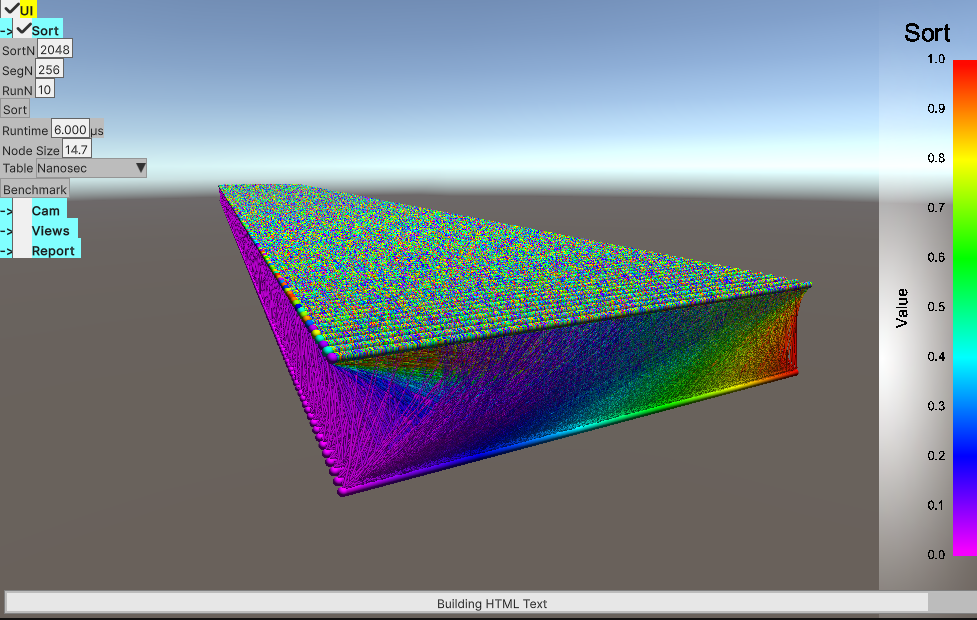 UI
-> Sort
SortN 2048
SegN 256
RunN 10
Sort
Runtime 6.000 µs
Node Size 14.7
Table Nanosec
Benchmark
-> Cam
-> Views
-> Report
Sort
1.0
0.9
0.8
0.7
0.6
0.5
0.4
0.3
0.2
0.1
0.0
Value
Building HTML Text